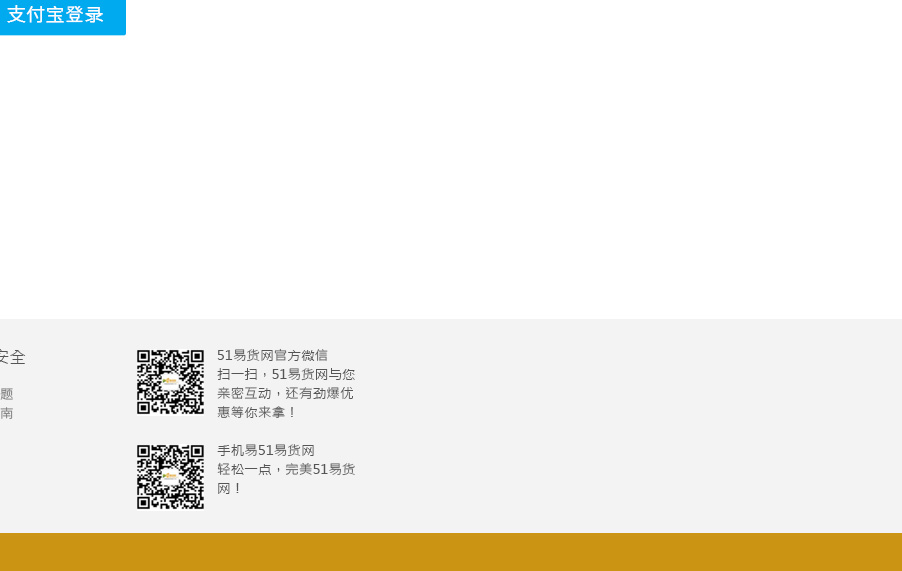 支付宝登录
安全
题
南
51易货网官方微信
扫一扫，51易货网与您
亲密互动，还有劲爆优
惠等你来拿！
手机易51易货网
轻松一点，完美51易货
网！